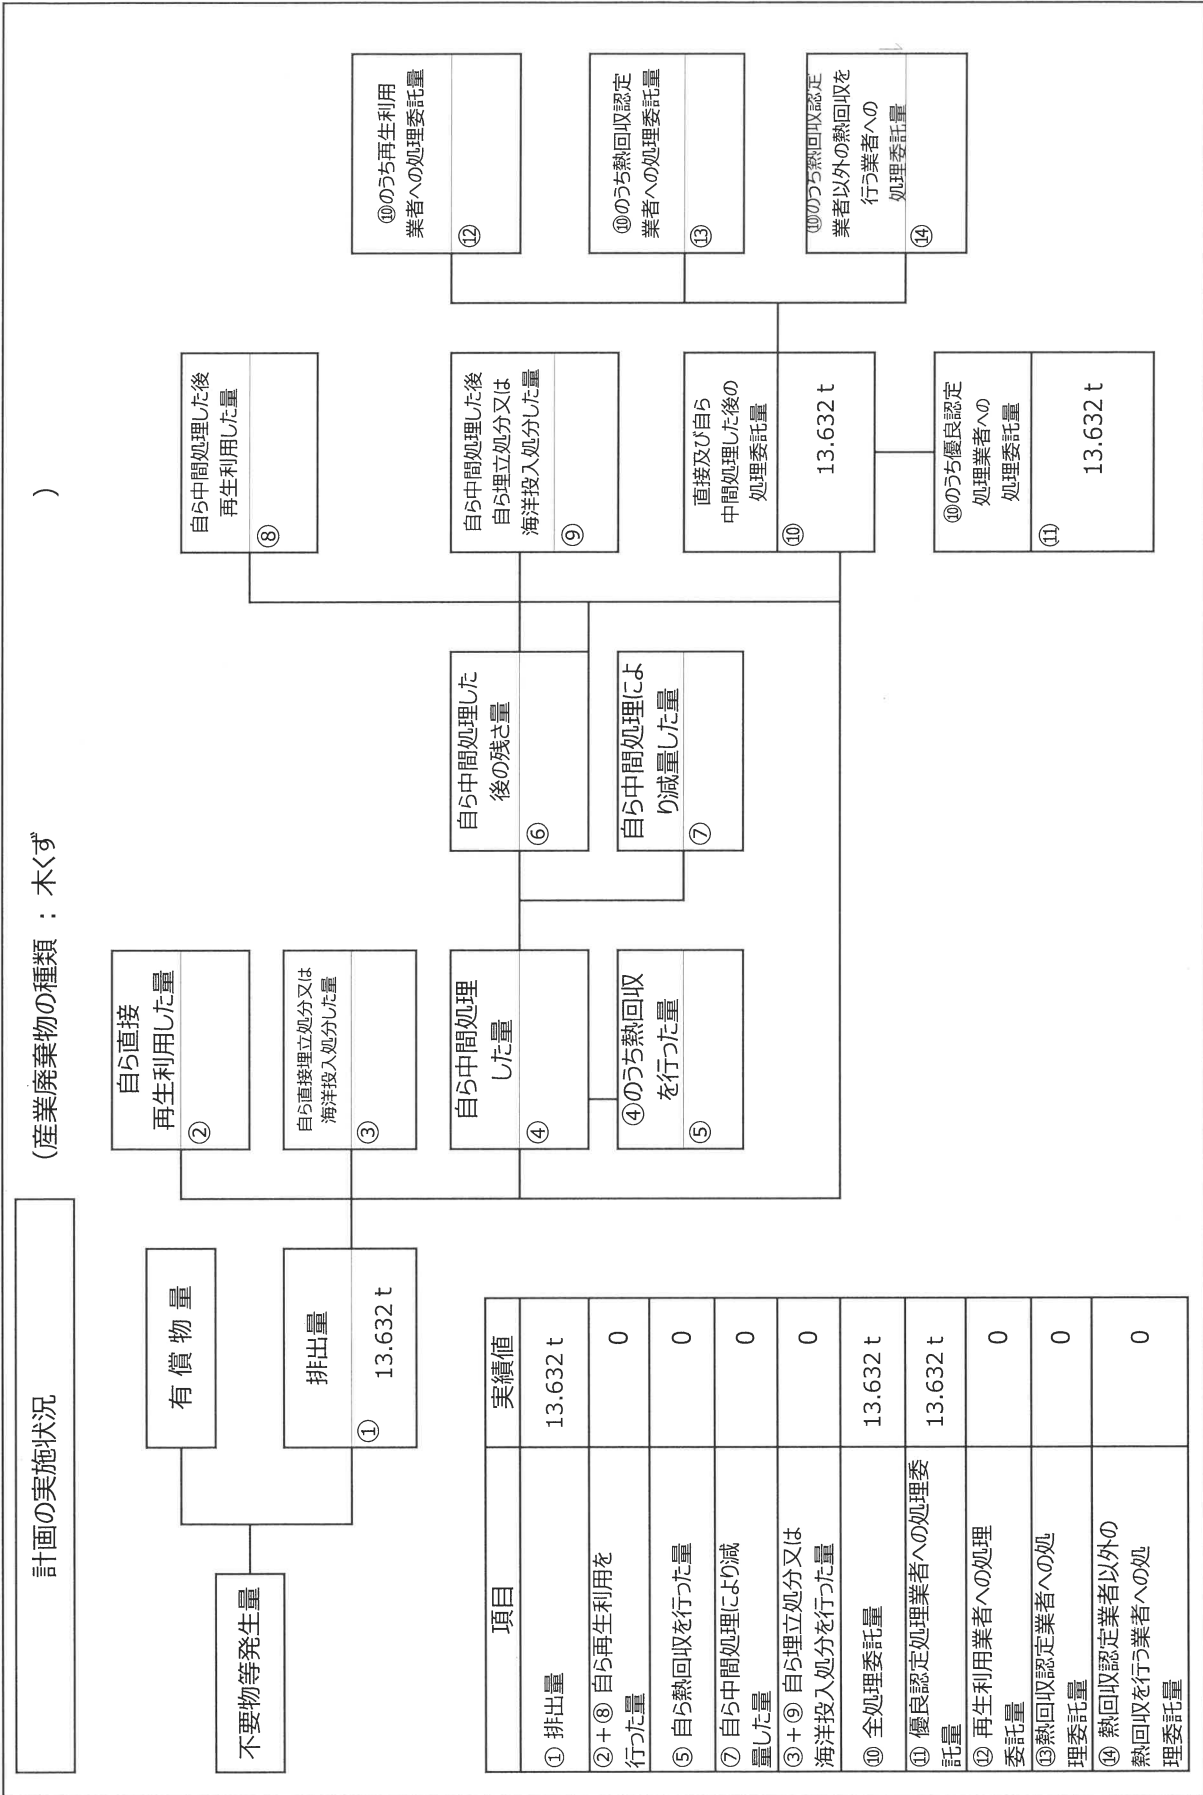 計画の実施状況
（産業廃棄物の種類 ： 木くず
）
不要物等発生量
有 償 物 量
排出量
①
13.632 t
自ら直接
再生利用した量
②
自ら直接埋立処分又は
海洋投入処分した量
③
自ら中間処理
した量
④
④のうち熱回収
を行った量
⑤
自ら中間処理した
後の残さ量
⑥
自ら中間処理によ
り減量した量
⑦
自ら中間処理した後
再生利用した量
⑧
自ら中間処理した後
自ら埋立処分又は
海洋投入処分した量
⑨
直接及び自ら
中間処理した後の
処理委託量
⑩
13.632 t
⑩のうち優良認定
処理業者への
処理委託量
⑪
13.632 t
⑩のうち再生利用
業者への処理委託量
⑫
⑩のうち熱回収認定
業者への処理委託量
⑬
⑩のうち熱回収認定
業者以外の熱回収を
行う業者への
処理委託量
⑭
項目 実績値
① 排出量 13.632 t
②＋⑧ 自ら再生利用を
行った量 0
⑤ 自ら熱回収を行った量 0
⑦ 自ら中間処理により減
量した量 0
③＋⑨ 自ら埋立処分又は
海洋投入処分を行った量 0
⑩ 全処理委託量 13.632 t
⑪ 優良認定処理業者への処理委
託量 13.632 t
⑫ 再生利用業者への処理
委託量 0
⑬熱回収認定業者への処
理委託量 0
⑭ 熱回収認定業者以外の
熱回収を行う業者への処
理委託量 0